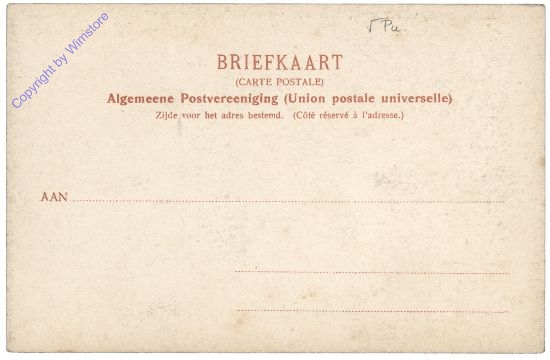 √ Pu
BRIEFKAART
(CARTE POSTALE)
Algemeene Postvereeniging (Union postale universelle)
Zijde voor het adres bestemd. (Côté réservé à l'adresse.)
AAN
Copyright by Wimstore